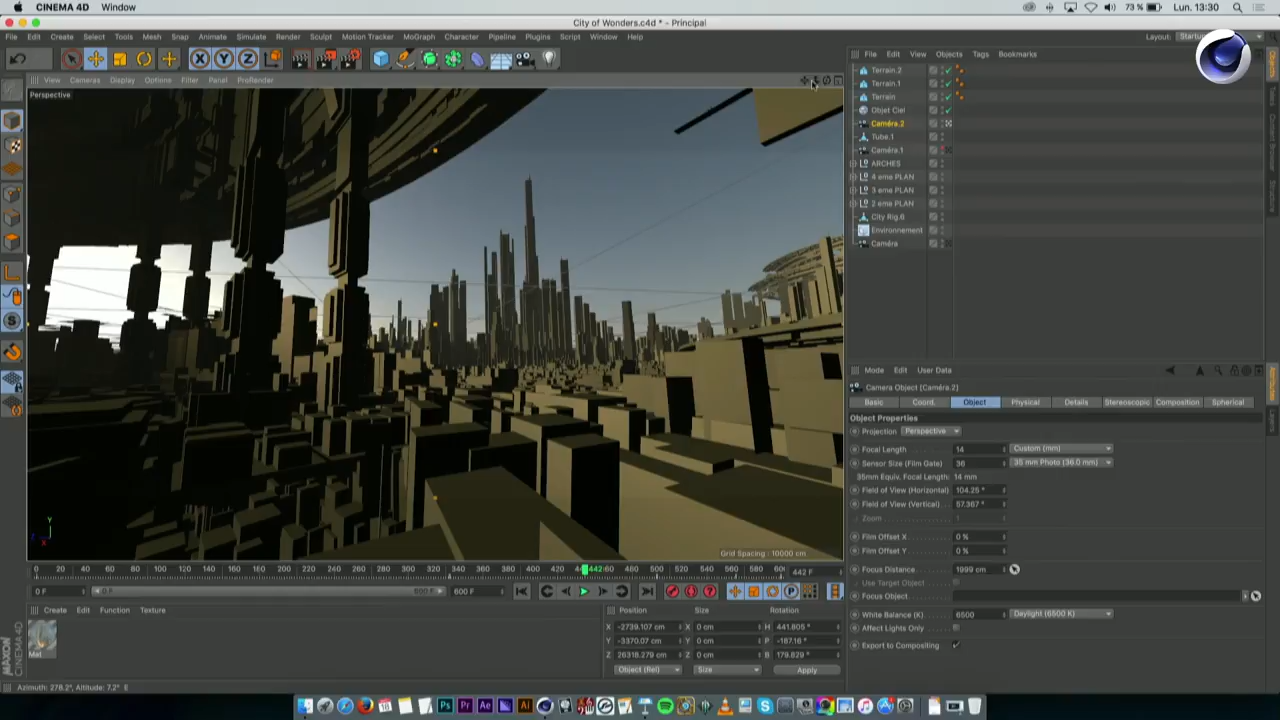 CINEMA 4D Window
73 % Lun. 13:30
City of Wonders.c4d * - Principal
File Edit Create Select Tools Mesh Snap Animate Simulate Render Sculpt Motion Tracker MoGraph Character Pipeline Plugins Script Window Help
Layout: Startup
X Y Z
File Edit View Objects Tags Bookmarks
View Cameras Display Options Filter Panel ProRender
Perspective
Terrain.2
Terrain.1
Terrain
Objet Ciel
Caméra.2
Tube.1
Caméra.1
ARCHES
4 eme PLAN
3 eme PLAN
2 eme PLAN
City Rig.6
Environnement
Caméra
Mode Edit User Data
Camera Object [Caméra.2]
Basic Coord. Object Physical Details Stereoscopic Composition Spherical
Object Properties
Projection Perspective
Focal Length 14 Custom (mm)
Sensor Size (Film Gate) 36 35 mm Photo (36.0 mm)
35mm Equiv. Focal Length: 14 mm
Field of View (Horizontal) 104.25 °
Field of View (Vertical) 57.367 °
Zoom 1
Film Offset X 0 %
Film Offset Y 0 %
Focus Distance 1999 cm
Use Target Object
Focus Object
White Balance (K) 6500 Daylight (6500 K)
Affect Lights Only
Export to Compositing
Y
Z X
Grid Spacing : 10000 cm
0 20 40 60 80 100 120 140 160 180 200 220 240 260 280 300 320 340 360 380 400 420 442 460 480 500 520 540 560 580 442 F
0 F 0 F 600 F 600 F
Create Edit Function Texture
Mat
Position Size Rotation
X -2739.107 cm X 0 cm H 441.805 °
Y -3370.07 cm Y 0 cm P -187.16 °
Z 26318.279 cm Z 0 cm B 179.829 °
Object (Rel) Size Apply
MAXON
CINEMA 4D
Azimuth: 278.2°, Altitude: 7.2° E
Ps Pr Ae Ai